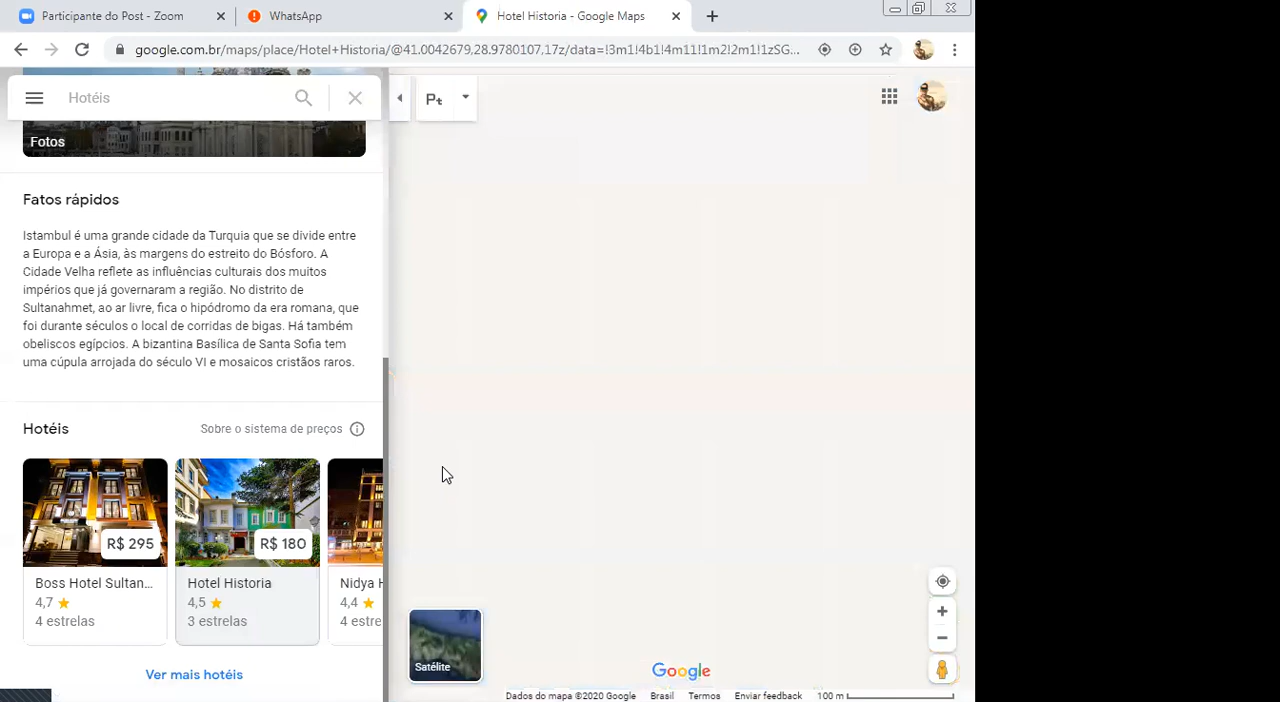 Participante do Post - Zoom
WhatsApp
Hotel Historia - Google Maps
google.com.br/maps/place/Hotel+Historia/@41.0042679,28.9780107,17z/data=!3m1!4b1!4m11!1m2!2m1!1zSG...
Hotéis
Fotos
Fatos rápidos
Istambul é uma grande cidade da Turquia que se divide entre
a Europa e a Ásia, às margens do estreito do Bósforo. A
Cidade Velha reflete as influências culturais dos muitos
impérios que já governaram a região. No distrito de
Sultanahmet, ao ar livre, fica o hipódromo da era romana, que
foi durante séculos o local de corridas de bigas. Há também
obeliscos egípcios. A bizantina Basílica de Santa Sofia tem
uma cúpula arrojada do século VI e mosaicos cristãos raros.
Hotéis
Sobre o sistema de preços
R$ 295
Boss Hotel Sultan...
4,7
4 estrelas
R$ 180
Hotel Historia
4,5
3 estrelas
Nidya H
4,4
4 estre
Ver mais hotéis
Pt
Satélite
Google
Dados do mapa ©2020 Google Brasil Termos Enviar feedback 100 m